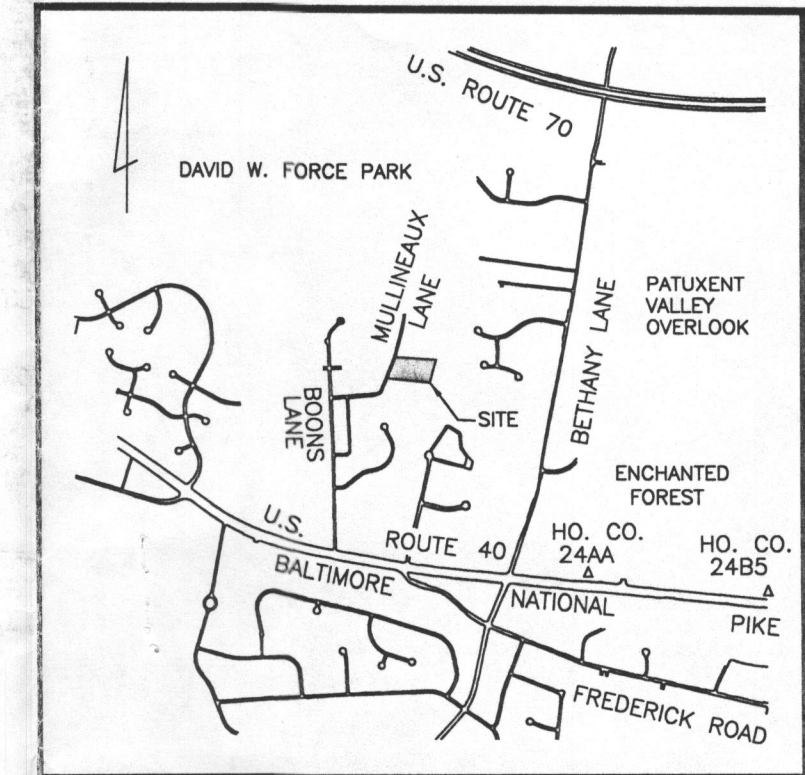 U.S. ROUTE 70
DAVID W. FORCE PARK
MULLINEAUX
LANE
PATUXENT
VALLEY
OVERLOOK
BETHANY LANE
BOONS
LANE
SITE
ENCHANTED
FOREST
U.S. ROUTE 40
HO. CO.
24AA
HO. CO.
24B5
BALTIMORE NATIONAL PIKE
FREDERICK ROAD